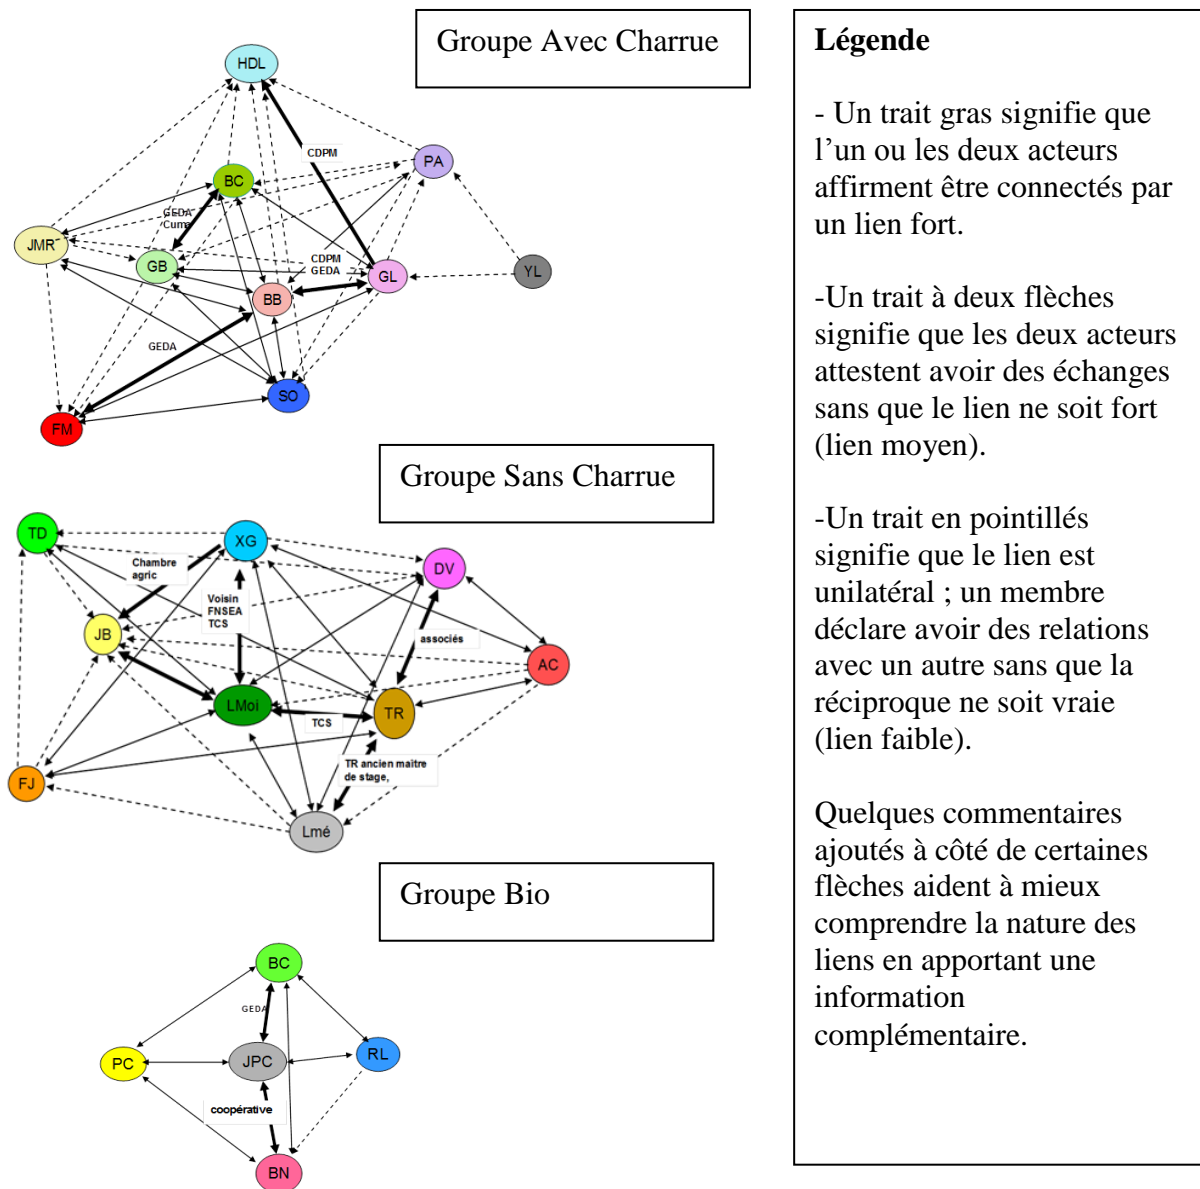 Groupe Avec Charrue
HDL
CDPM
PA
BC
GEDA
Cuma
JMR
GB
CDPM
GEDA
GL
YL
BB
GEDA
SO
FM
Groupe Sans Charrue
TD
XG
Chambre
agric
DV
Voisin
FNSEA
TCS
JB
associés
AC
LMoi
TR
TCS
TR ancien maître
de stage,
FJ
Lmé
Groupe Bio
BC
GEDA
PC
JPC
RL
coopérative
BN
Légende
- Un trait gras signifie que
l’un ou les deux acteurs
affirment être connectés par
un lien fort.
-Un trait à deux flèches
signifie que les deux acteurs
attestent avoir des échanges
sans que le lien ne soit fort
(lien moyen).
-Un trait en pointillés
signifie que le lien est
unilatéral ; un membre
déclare avoir des relations
avec un autre sans que la
réciproque ne soit vraie
(lien faible).
Quelques commentaires
ajoutés à côté de certaines
flèches aident à mieux
comprendre la nature des
liens en apportant une
information
complémentaire.